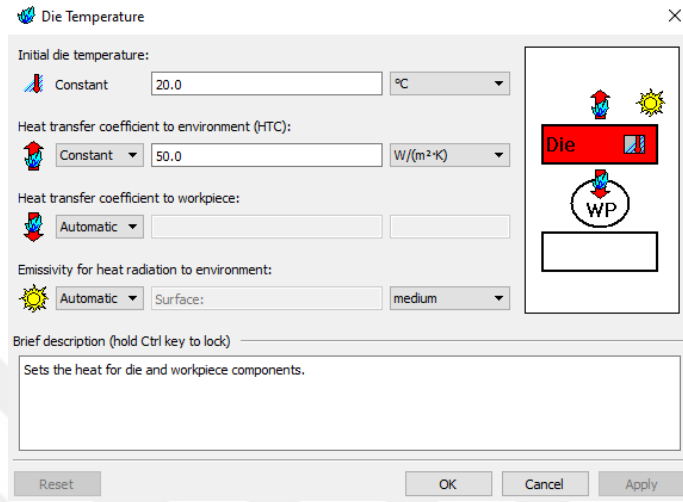 Die Temperature
Initial die temperature:
Constant 20.0 °C
Heat transfer coefficient to environment (HTC):
Constant 50.0 W/(m²·K)
Heat transfer coefficient to workpiece:
Automatic
Emissivity for heat radiation to environment:
Automatic Surface: medium
Die
WP
Brief description (hold Ctrl key to lock)
Sets the heat for die and workpiece components.
Reset OK Cancel Apply